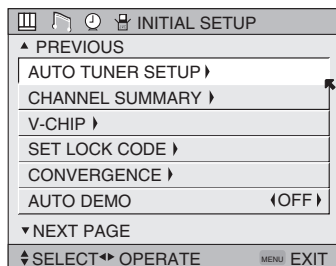 INITIAL SETUP
PREVIOUS
AUTO TUNER SETUP
CHANNEL SUMMARY
V-CHIP
SET LOCK CODE
CONVERGENCE
AUTO DEMO (OFF)
NEXT PAGE
SELECT OPERATE MENU EXIT